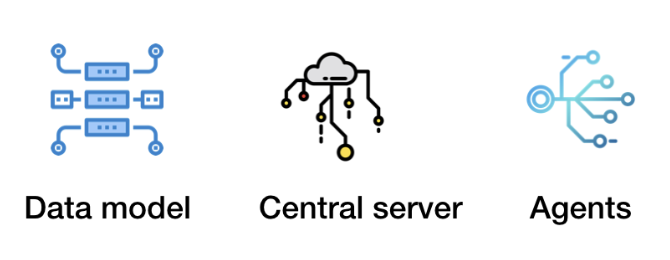 Data model
Central server
Agents